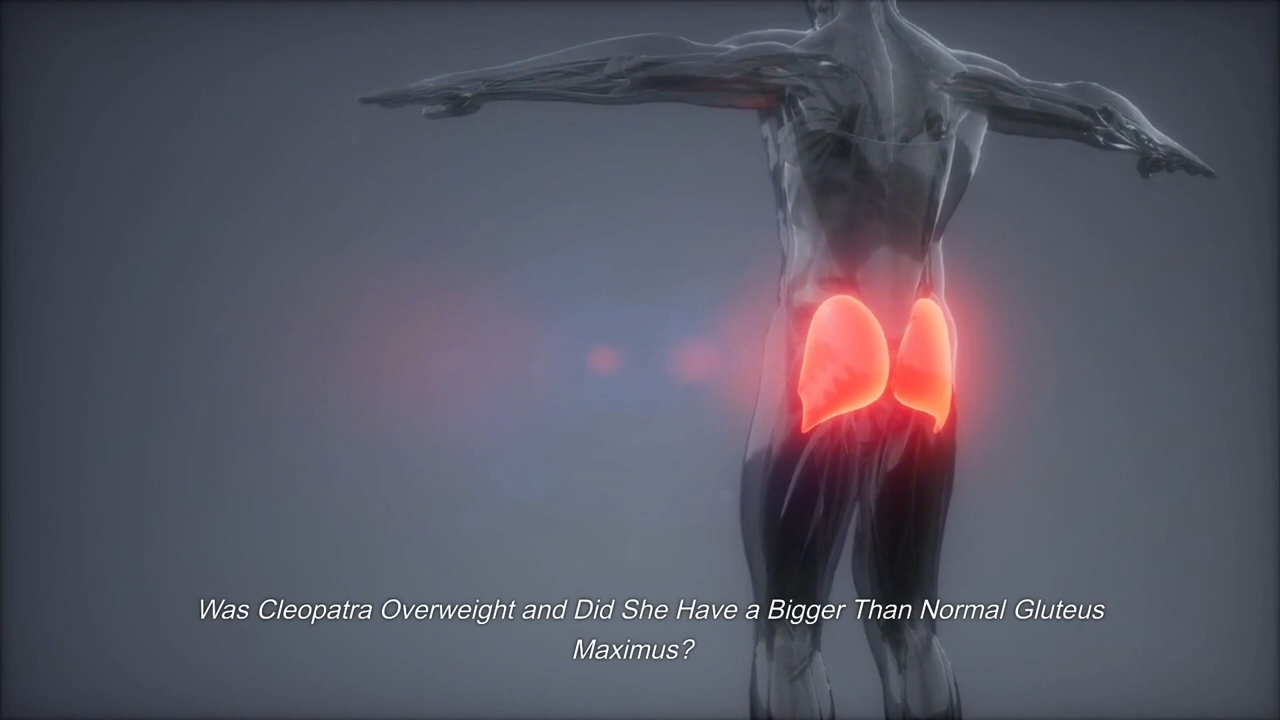 Was Cleopatra Overweight and Did She Have a Bigger Than Normal Gluteus
Maximus?